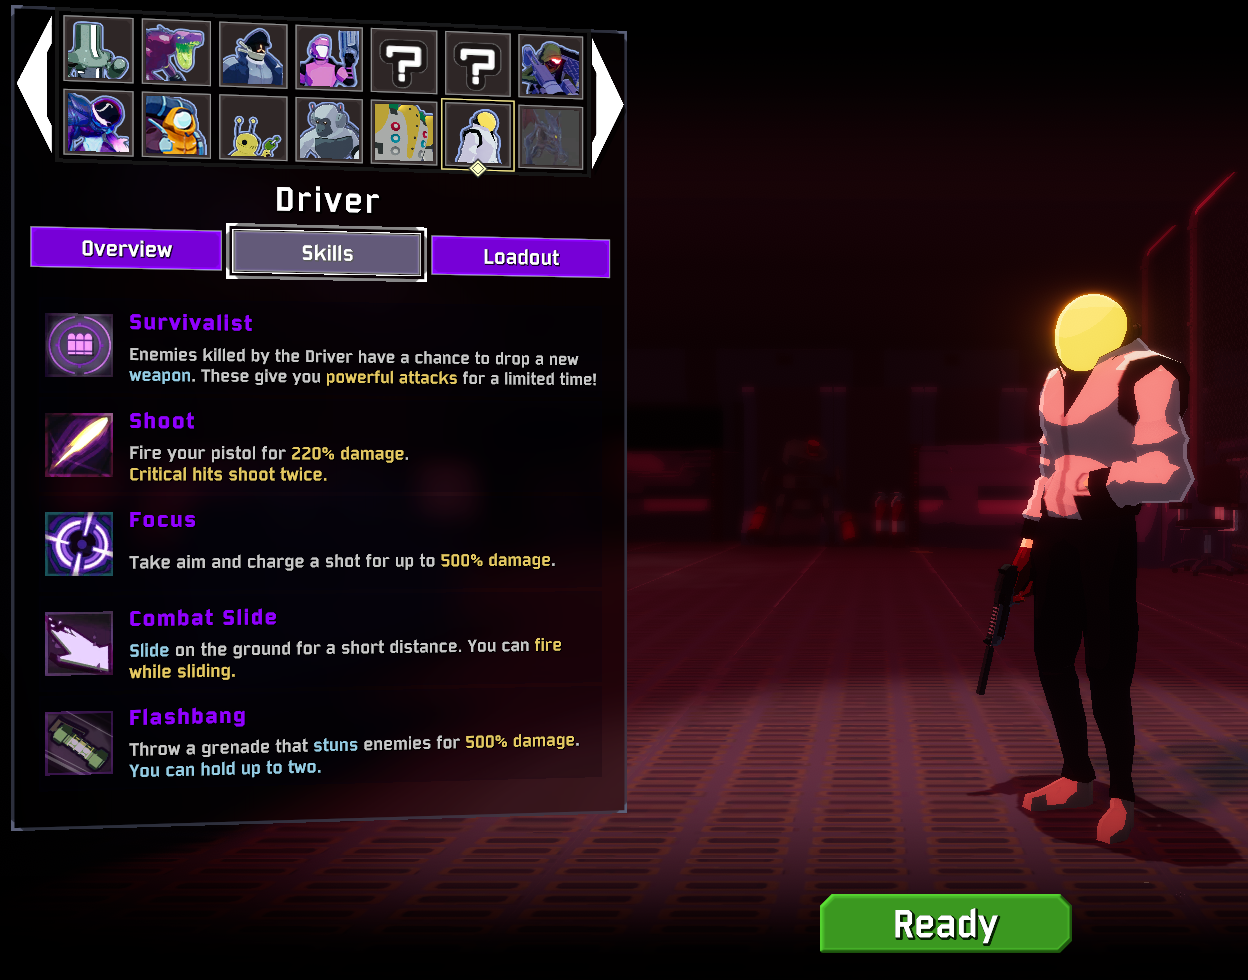 ? ?
Driver
Overview Skills Loadout
Survivalist
Enemies killed by the Driver have a chance to drop a new
weapon. These give you powerful attacks for a limited time!
Shoot
Fire your pistol for 220% damage.
Critical hits shoot twice.
Focus
Take aim and charge a shot for up to 500% damage.
Combat Slide
Slide on the ground for a short distance. You can fire
while sliding.
Flashbang
Throw a grenade that stuns enemies for 500% damage.
You can hold up to two.
Ready